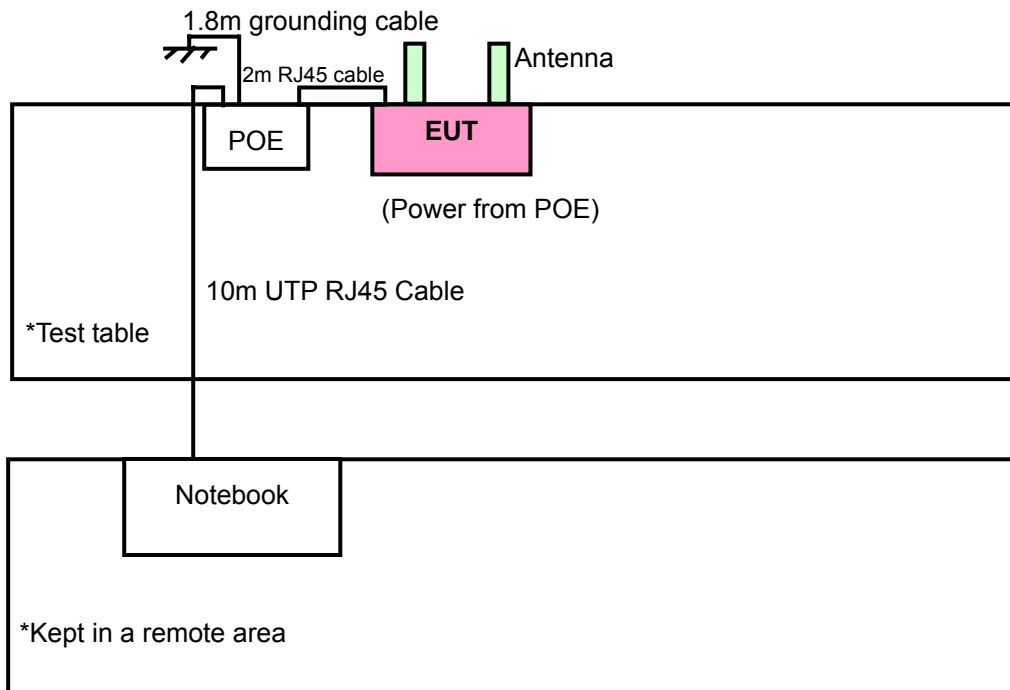 1.8m grounding cable
Antenna
2m RJ45 cable
POE
EUT
(Power from POE)
10m UTP RJ45 Cable
*Test table
Notebook
*Kept in a remote area